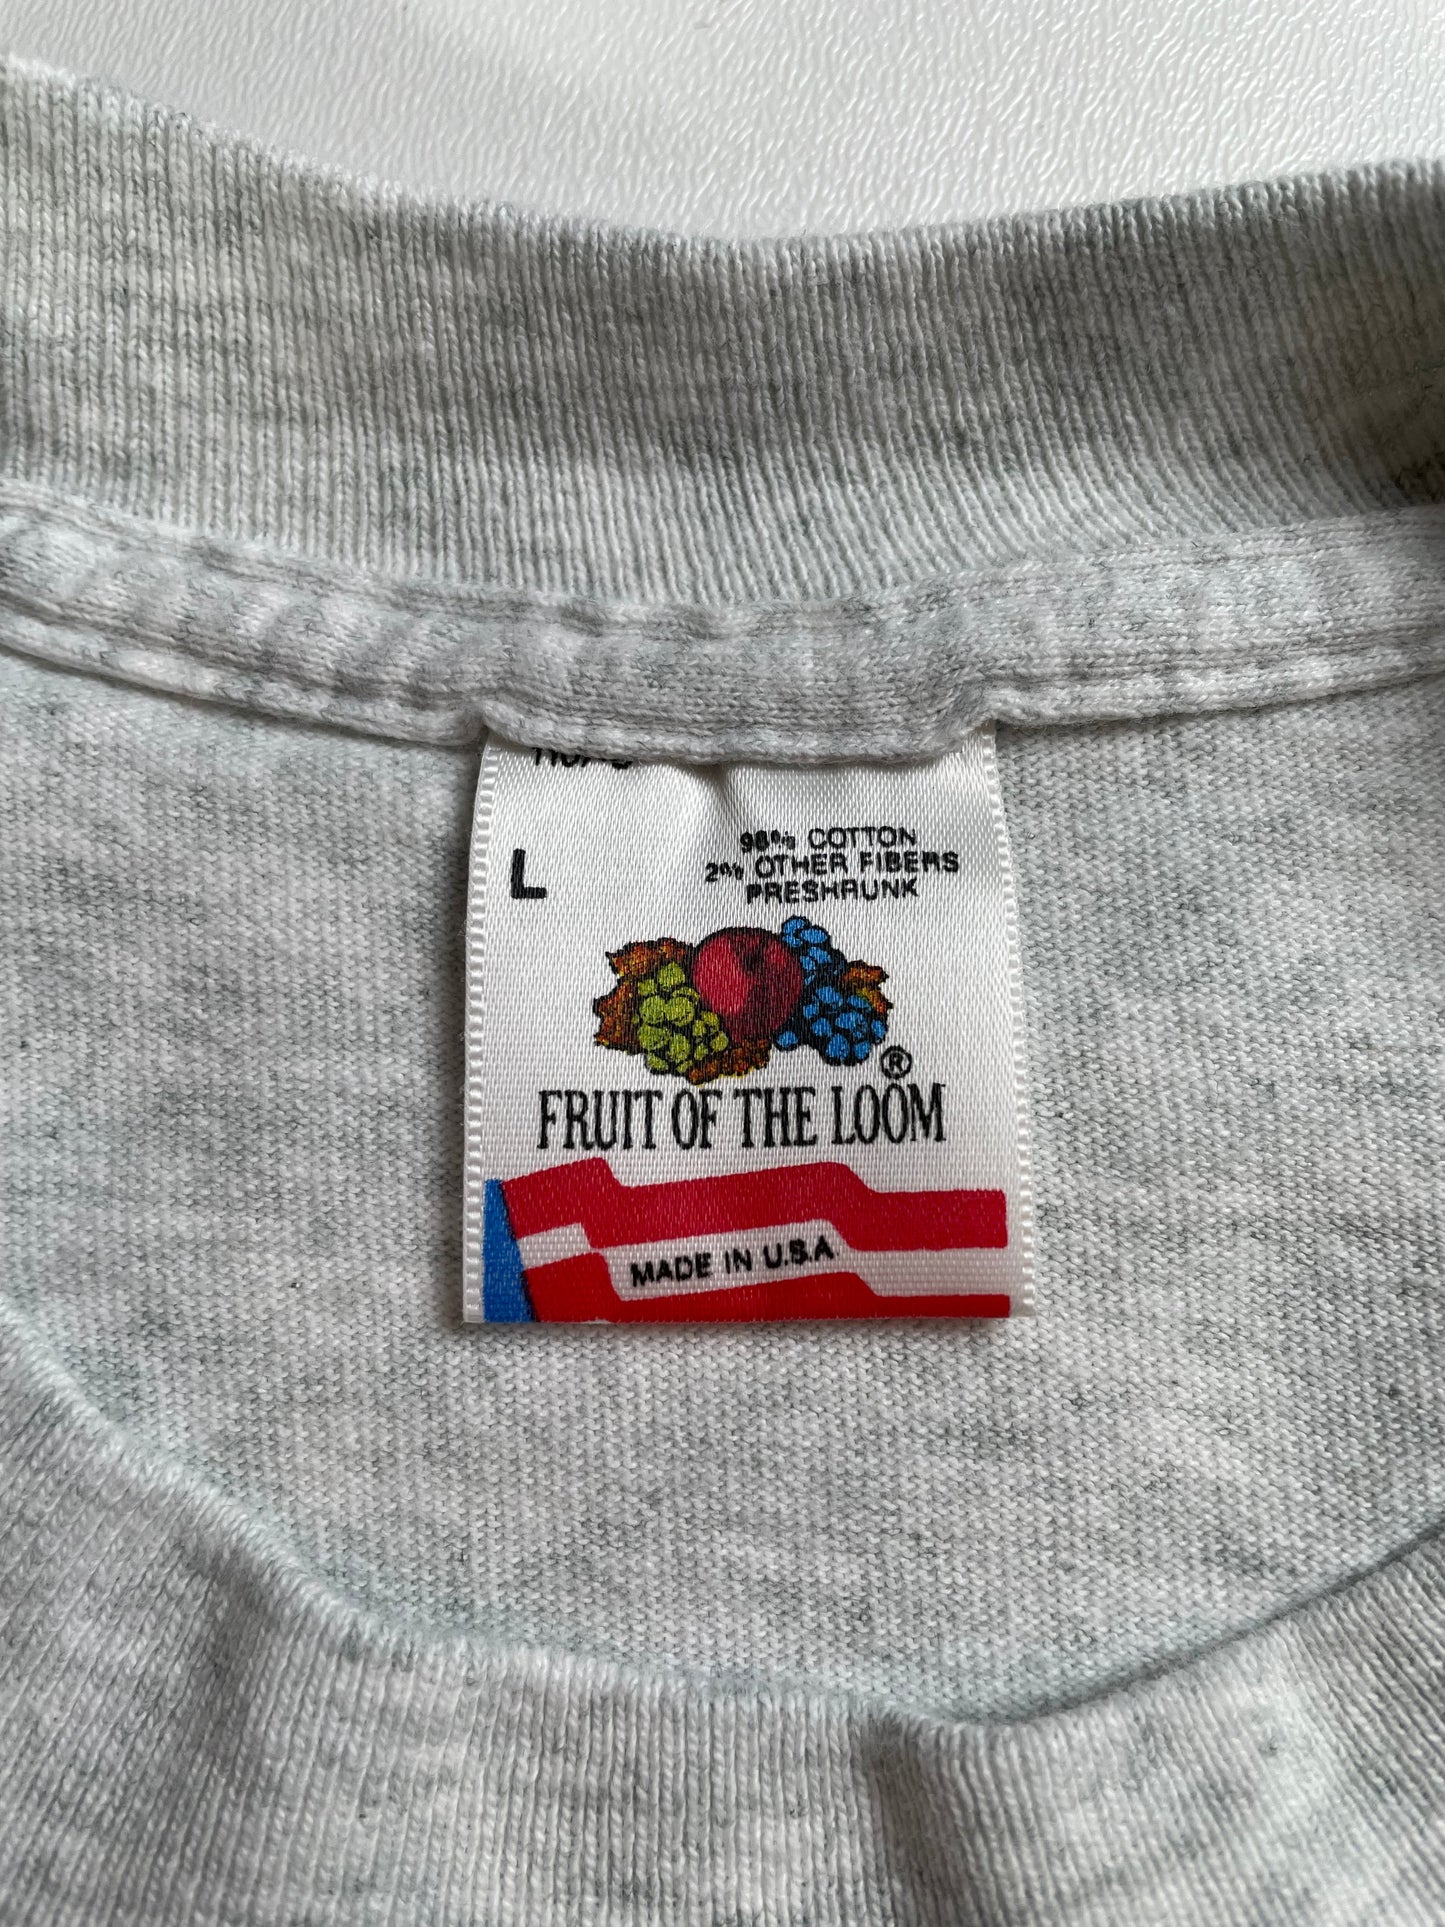 L
98% COTTON
2% OTHER FIBERS
PRESHRUNK
®
FRUIT OF THE LOOM
MADE IN U.S.A